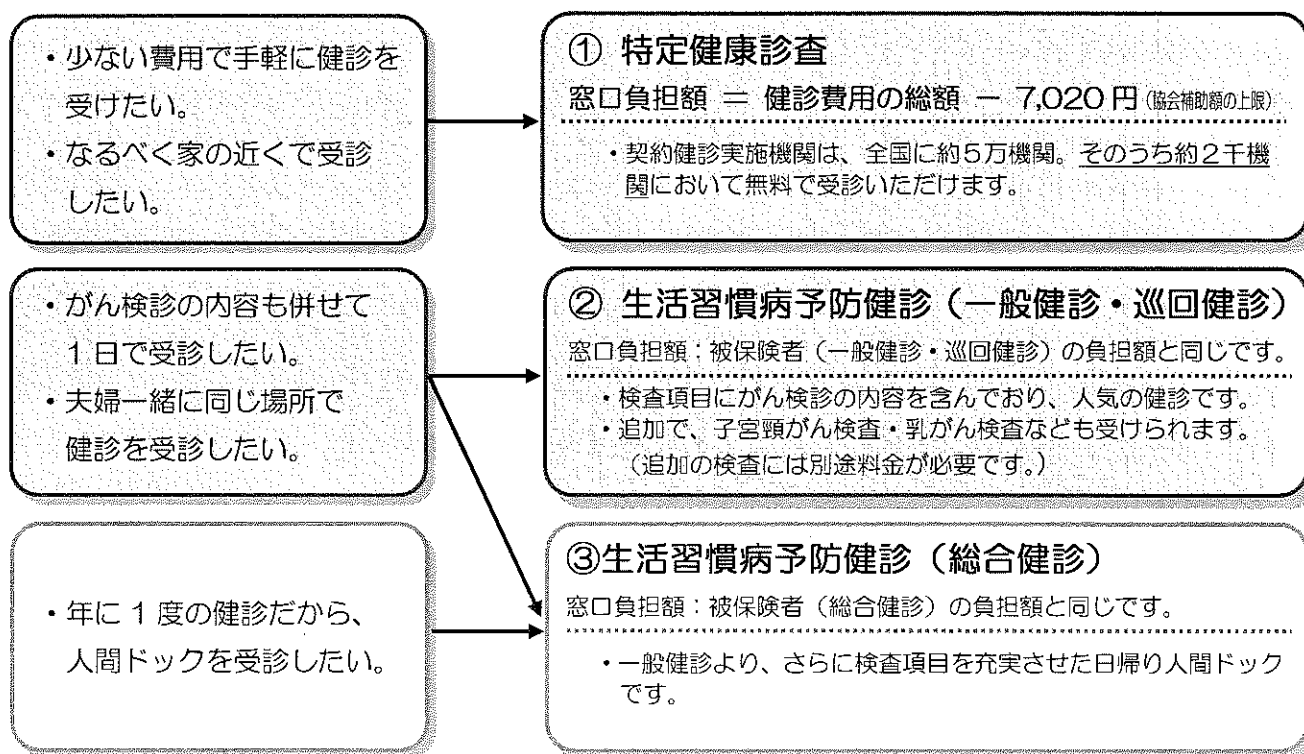 ・少ない費用で手軽に健診を
受けたい。
・なるべく家の近くで受診
したい。
① 特定健康診査
窓口負担額 ＝ 健診費用の総額 － 7,020 円（協会補助額の上限）
・契約健診実施機関は、全国に約５万機関。そのうち約２千機
関において無料で受診いただけます。
・がん検診の内容も併せて
1 日で受診したい。
・夫婦一緒に同じ場所で
健診を受診したい。
② 生活習慣病予防健診（一般健診・巡回健診）
窓口負担額：被保険者（一般健診・巡回健診）の負担額と同じです。
・検査項目にがん検診の内容を含んでおり、人気の健診です。
・追加で、子宮頸がん検査・乳がん検査なども受けられます。
（追加の検査には別途料金が必要です。）
・年に 1 度の健診だから、
人間ドックを受診したい。
③生活習慣病予防健診（総合健診）
窓口負担額：被保険者（総合健診）の負担額と同じです。
・一般健診より、さらに検査項目を充実させた日帰り人間ドック
です。